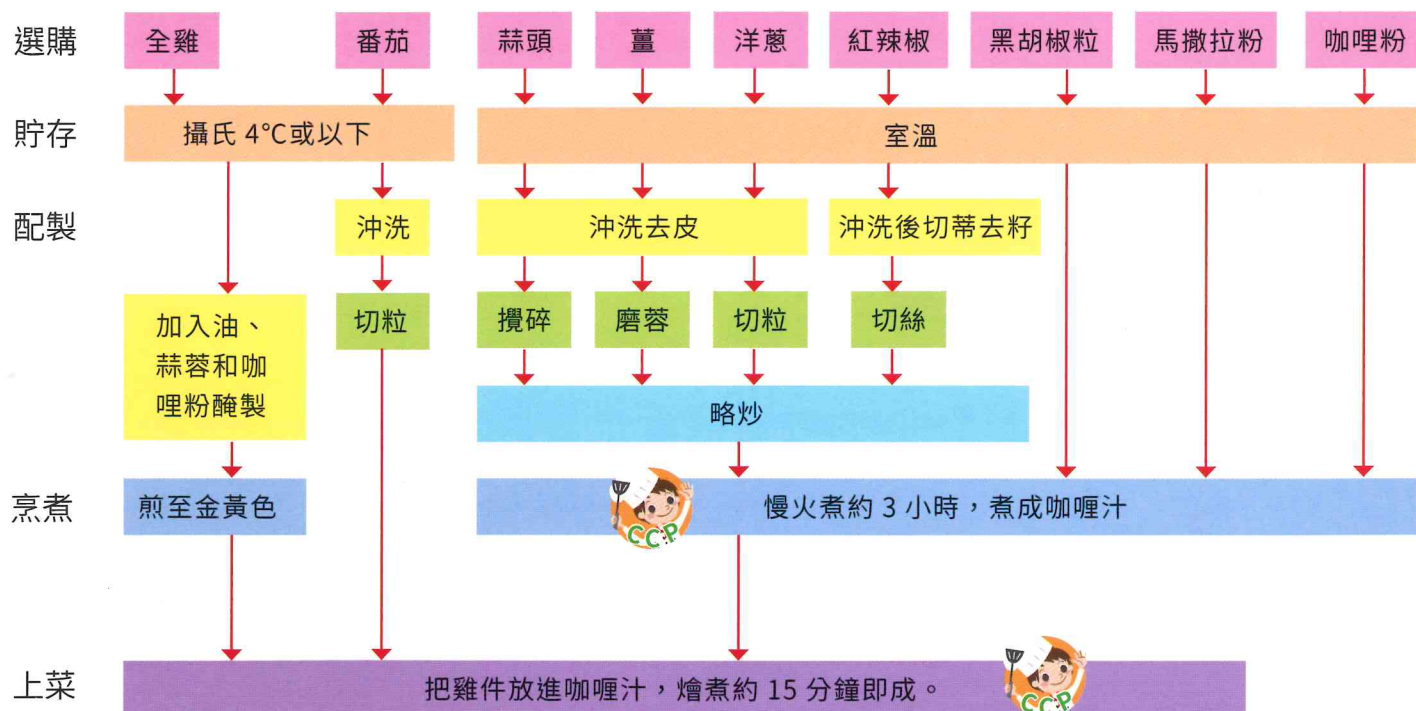 選購
全雞
番茄
蒜頭
薑
洋蔥
紅辣椒
黑胡椒粒
馬撒拉粉
咖哩粉
貯存
攝氏 4°C或以下
室溫
配製
沖洗
沖洗去皮
沖洗後切蒂去籽
加入油、
蒜蓉和咖
哩粉醃製
切粒
攪碎
磨蓉
切粒
切絲
略炒
烹煮
煎至金黃色
CCP
慢火煮約 3 小時，煮成咖喱汁
上菜
把雞件放進咖喱汁，燴煮約 15 分鐘即成。
CCP